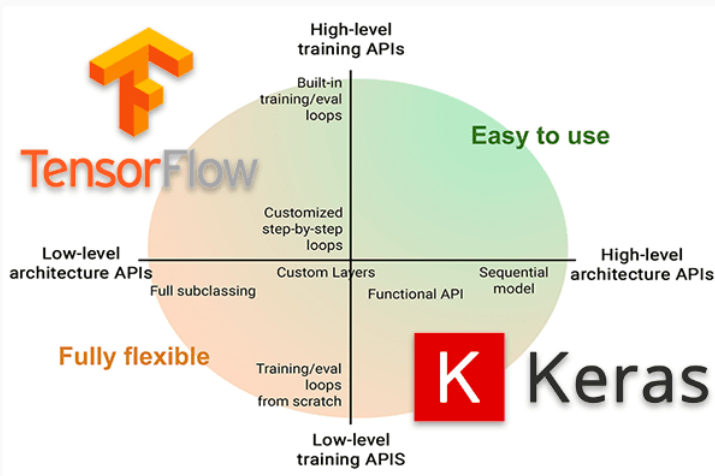 High-level
training APIs
Built-in
training/eval
loops
Easy to use
TensorFlow
Customized
step-by-step
loops
Low-level
architecture APIs
High-level
architecture APIs
Custom Layers
Sequential
model
Full subclassing
Functional API
Fully flexible
K Keras
Training/eval
loops
from scratch
Low-level
training APIS